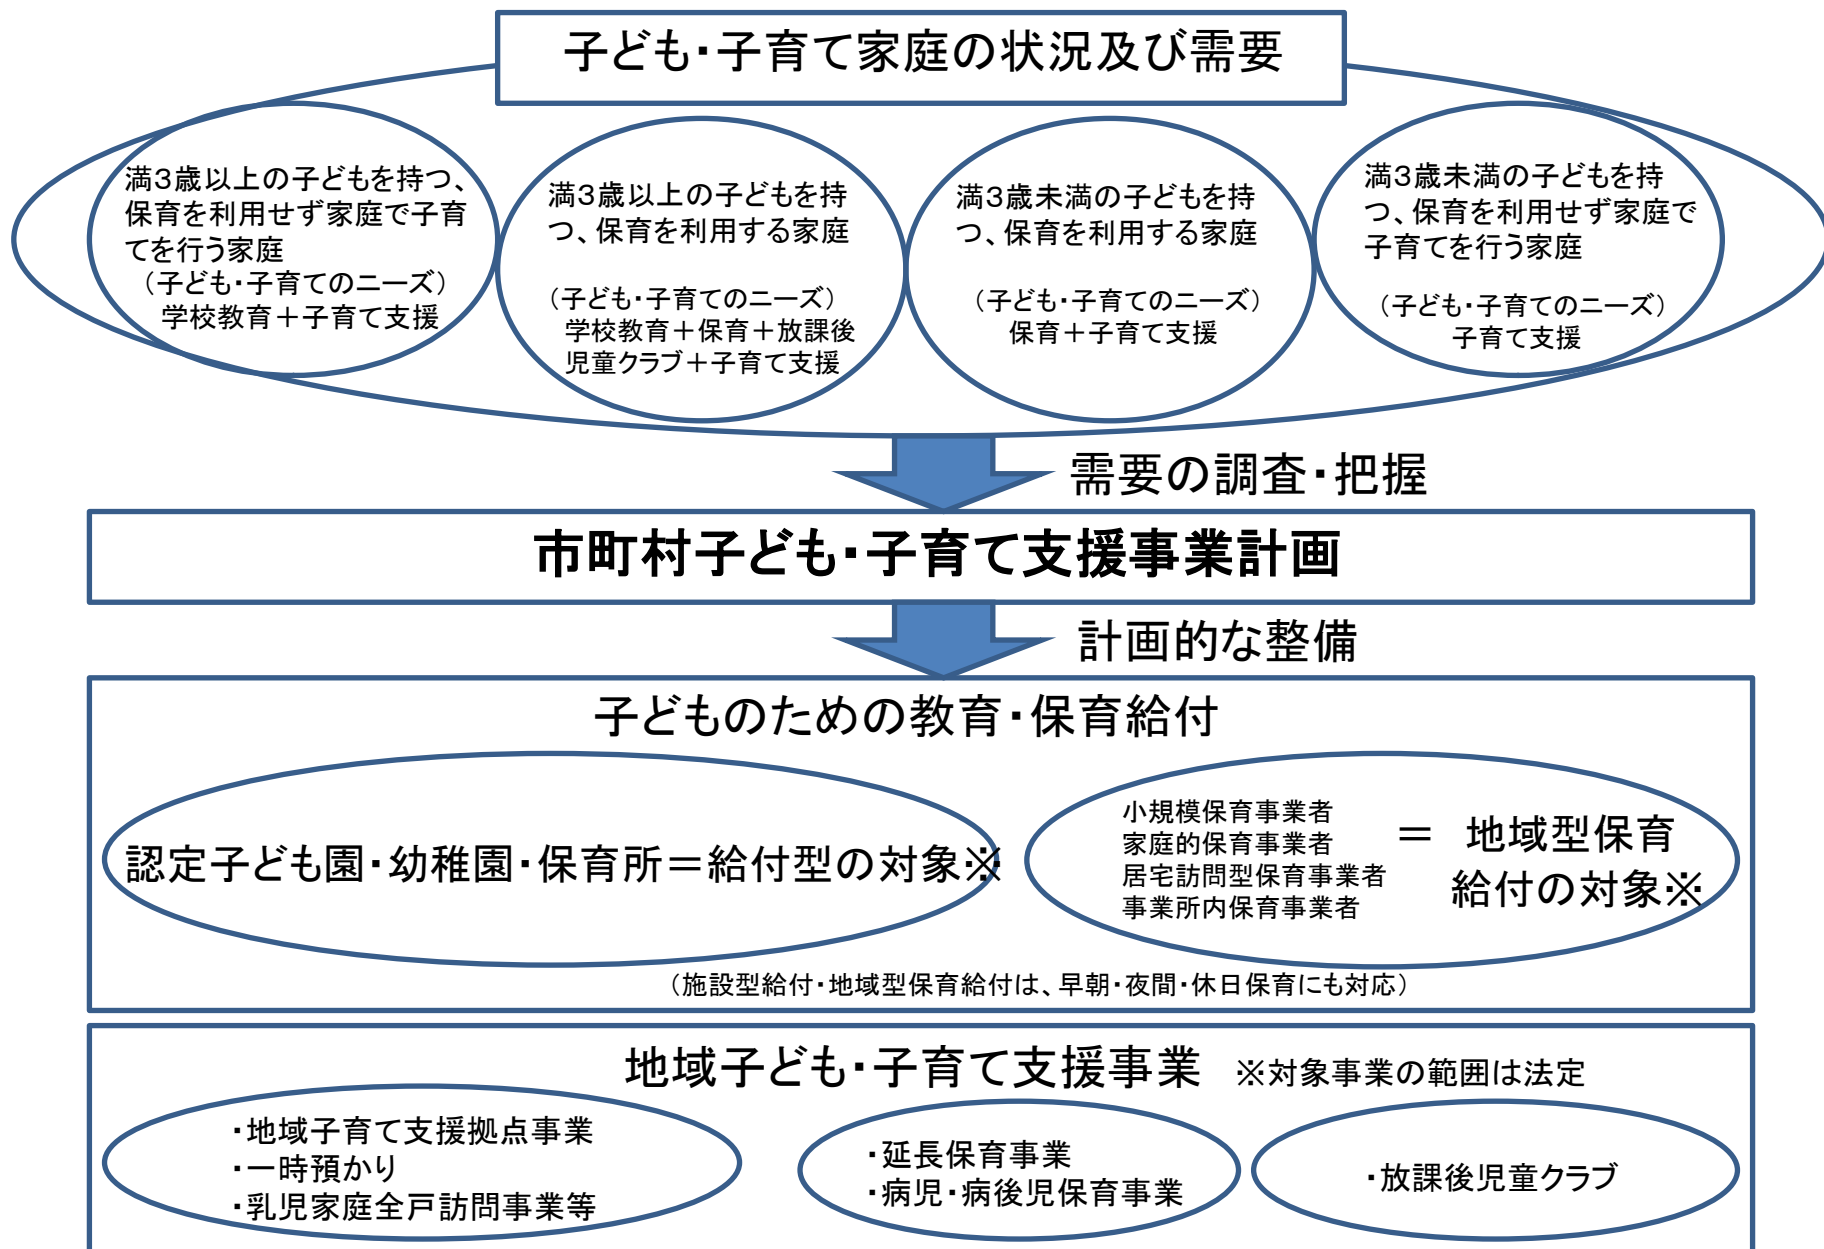 子ども・子育て家庭の状況及び需要
満3歳以上の子どもを持つ、
保育を利用せず家庭で子育
てを行う家庭
（子ども・子育てのニーズ）
学校教育＋子育て支援
満3歳以上の子どもを持
つ、保育を利用する家庭
（子ども・子育てのニーズ）
学校教育＋保育＋放課後
児童クラブ＋子育て支援
満3歳未満の子どもを持
つ、保育を利用する家庭
（子ども・子育てのニーズ）
保育＋子育て支援
満3歳未満の子どもを持
つ、保育を利用せず家庭で
子育てを行う家庭
（子ども・子育てのニーズ）
子育て支援
需要の調査・把握
市町村子ども・子育て支援事業計画
計画的な整備
子どものための教育・保育給付
認定子ども園・幼稚園・保育所＝給付型の対象※
小規模保育事業者
家庭的保育事業者
居宅訪問型保育事業者
事業所内保育事業者
＝ 地域型保育
給付の対象※
（施設型給付・地域型保育給付は、早朝・夜間・休日保育にも対応）
地域子ども・子育て支援事業 ※対象事業の範囲は法定
・地域子育て支援拠点事業
・一時預かり
・乳児家庭全戸訪問事業等
・延長保育事業
・病児・病後児保育事業
・放課後児童クラブ